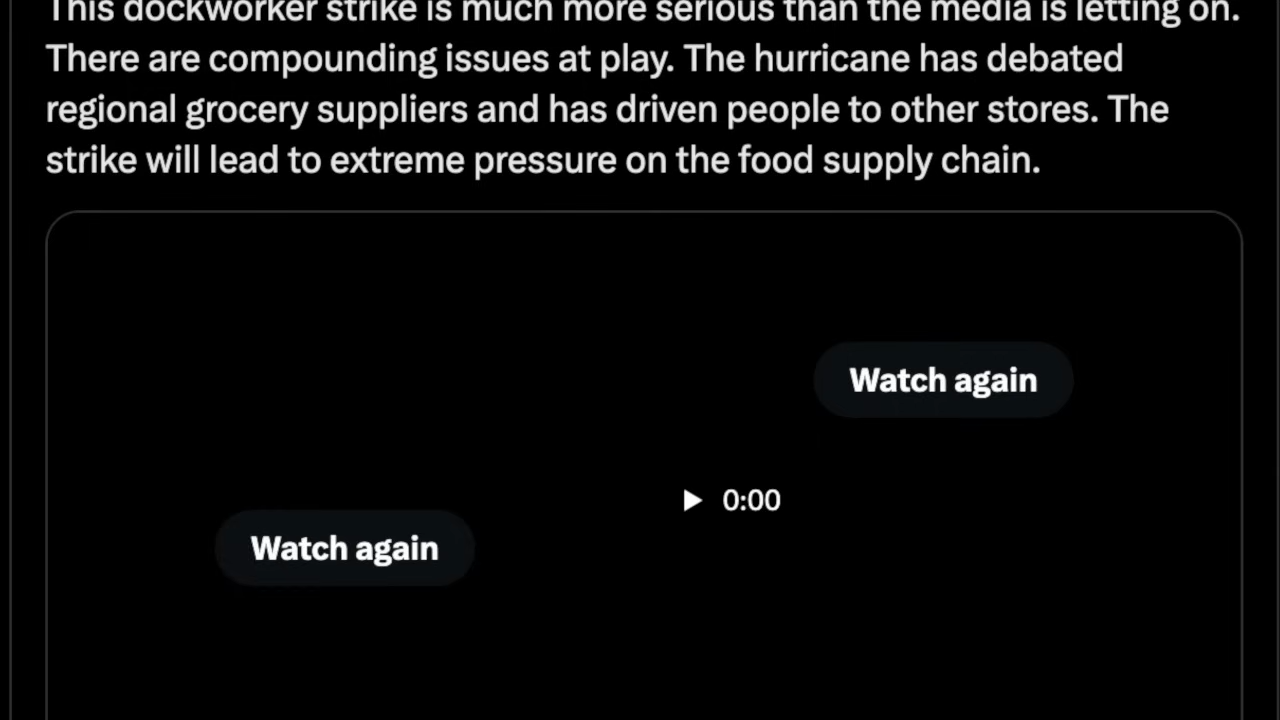 This dockworker strike is much more serious than the media is letting on.
There are compounding issues at play. The hurricane has debated
regional grocery suppliers and has driven people to other stores. The
strike will lead to extreme pressure on the food supply chain.
Watch again
0:00
Watch again